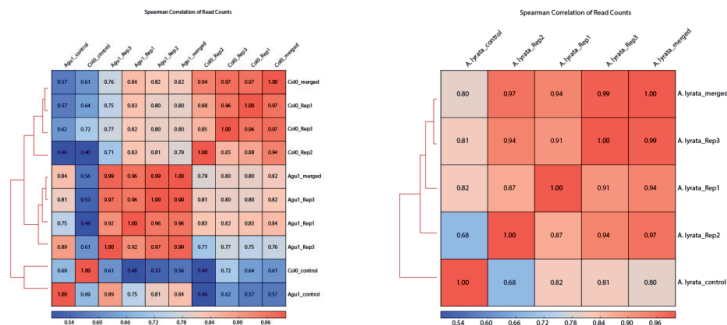 Spearman Correlation of Read Counts
Agu1_control
Col0_control
Agu1_Rep3
Agu1_Rep1
Agu1_Rep2
Agu1_merged
Col0_Rep2
Col0_Rep3
Col0_Rep1
Col0_merged
0.57 0.61 0.76 0.84 0.82 0.82 0.94 0.97 0.97 1.00 Col0_merged
0.57 0.64 0.75 0.83 0.80 0.80 0.88 0.96 1.00 0.97 Col0_Rep1
0.62 0.72 0.77 0.82 0.80 0.80 0.85 1.00 0.96 0.97 Col0_Rep3
0.46 0.40 0.71 0.83 0.81 0.79 1.00 0.85 0.88 0.94 Col0_Rep2
0.84 0.56 0.99 0.96 0.99 1.00 0.79 0.80 0.80 0.82 Agu1_merged
0.81 0.53 0.97 0.96 1.00 0.99 0.81 0.80 0.80 0.82 Agu1_Rep3
0.75 0.48 0.92 1.00 0.96 0.96 0.83 0.82 0.83 0.84 Agu1_Rep1
0.89 0.61 1.00 0.92 0.97 0.99 0.71 0.77 0.75 0.76 Agu1_Rep3
0.69 1.00 0.61 0.48 0.53 0.56 0.40 0.72 0.64 0.61 Col0_control
1.00 0.69 0.89 0.75 0.81 0.84 0.46 0.62 0.57 0.57 Agu1_control
0.54 0.60 0.66 0.72 0.78 0.84 0.90 0.96
Spearman Correlation of Read Counts
A. lyrata_control
A. lyrata_Rep2
A. lyrata_Rep1
A. lyrata_Rep3
A. lyrata_merged
0.80 0.97 0.94 0.99 1.00 A. lyrata_merged
0.81 0.94 0.91 1.00 0.99 A. lyrata_Rep3
0.82 0.87 1.00 0.91 0.94 A. lyrata_Rep1
0.68 1.00 0.87 0.94 0.97 A. lyrata_Rep2
1.00 0.68 0.82 0.81 0.80 A. lyrata_control
0.54 0.60 0.66 0.72 0.78 0.84 0.90 0.96